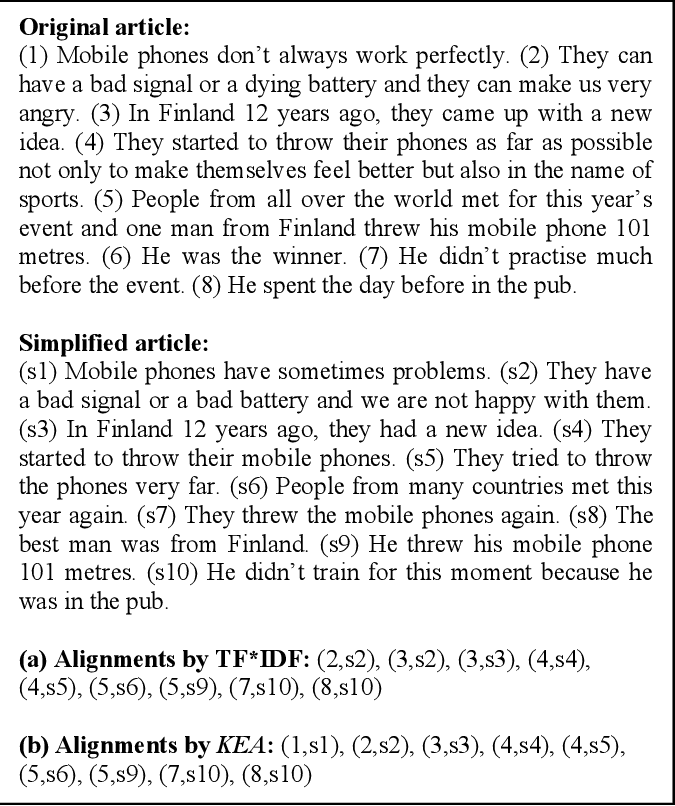 Original article:
(1) Mobile phones don't always work perfectly. (2) They can
have a bad signal or a dying battery and they can make us very
angry. (3) In Finland 12 years ago, they came up with a new
idea. (4) They started to throw their phones as far as possible
not only to make themselves feel better but also in the name of
sports. (5) People from all over the world met for this year's
event and one man from Finland threw his mobile phone 101
metres. (6) He was the winner. (7) He didn't practise much
before the event. (8) He spent the day before in the pub.
Simplified article:
(s1) Mobile phones have sometimes problems. (s2) They have
a bad signal or a bad battery and we are not happy with them.
(s3) In Finland 12 years ago, they had a new idea. (s4) They
started to throw their mobile phones. (s5) They tried to throw
the phones very far. (s6) People from many countries met this
year again. (s7) They threw the mobile phones again. (s8) The
best man was from Finland. (s9) He threw his mobile phone
101 metres. (s10) He didn't train for this moment because he
was in the pub.
(a) Alignments by TF*IDF: (2,s2), (3,s2), (3,s3), (4,s4),
(4,s5), (5,s6), (5,s9), (7,s10), (8,s10)
(b) Alignments by KEA: (1,s1), (2,s2), (3,s3), (4,s4), (4,s5),
(5,s6), (5,s9), (7,s10), (8,s10)